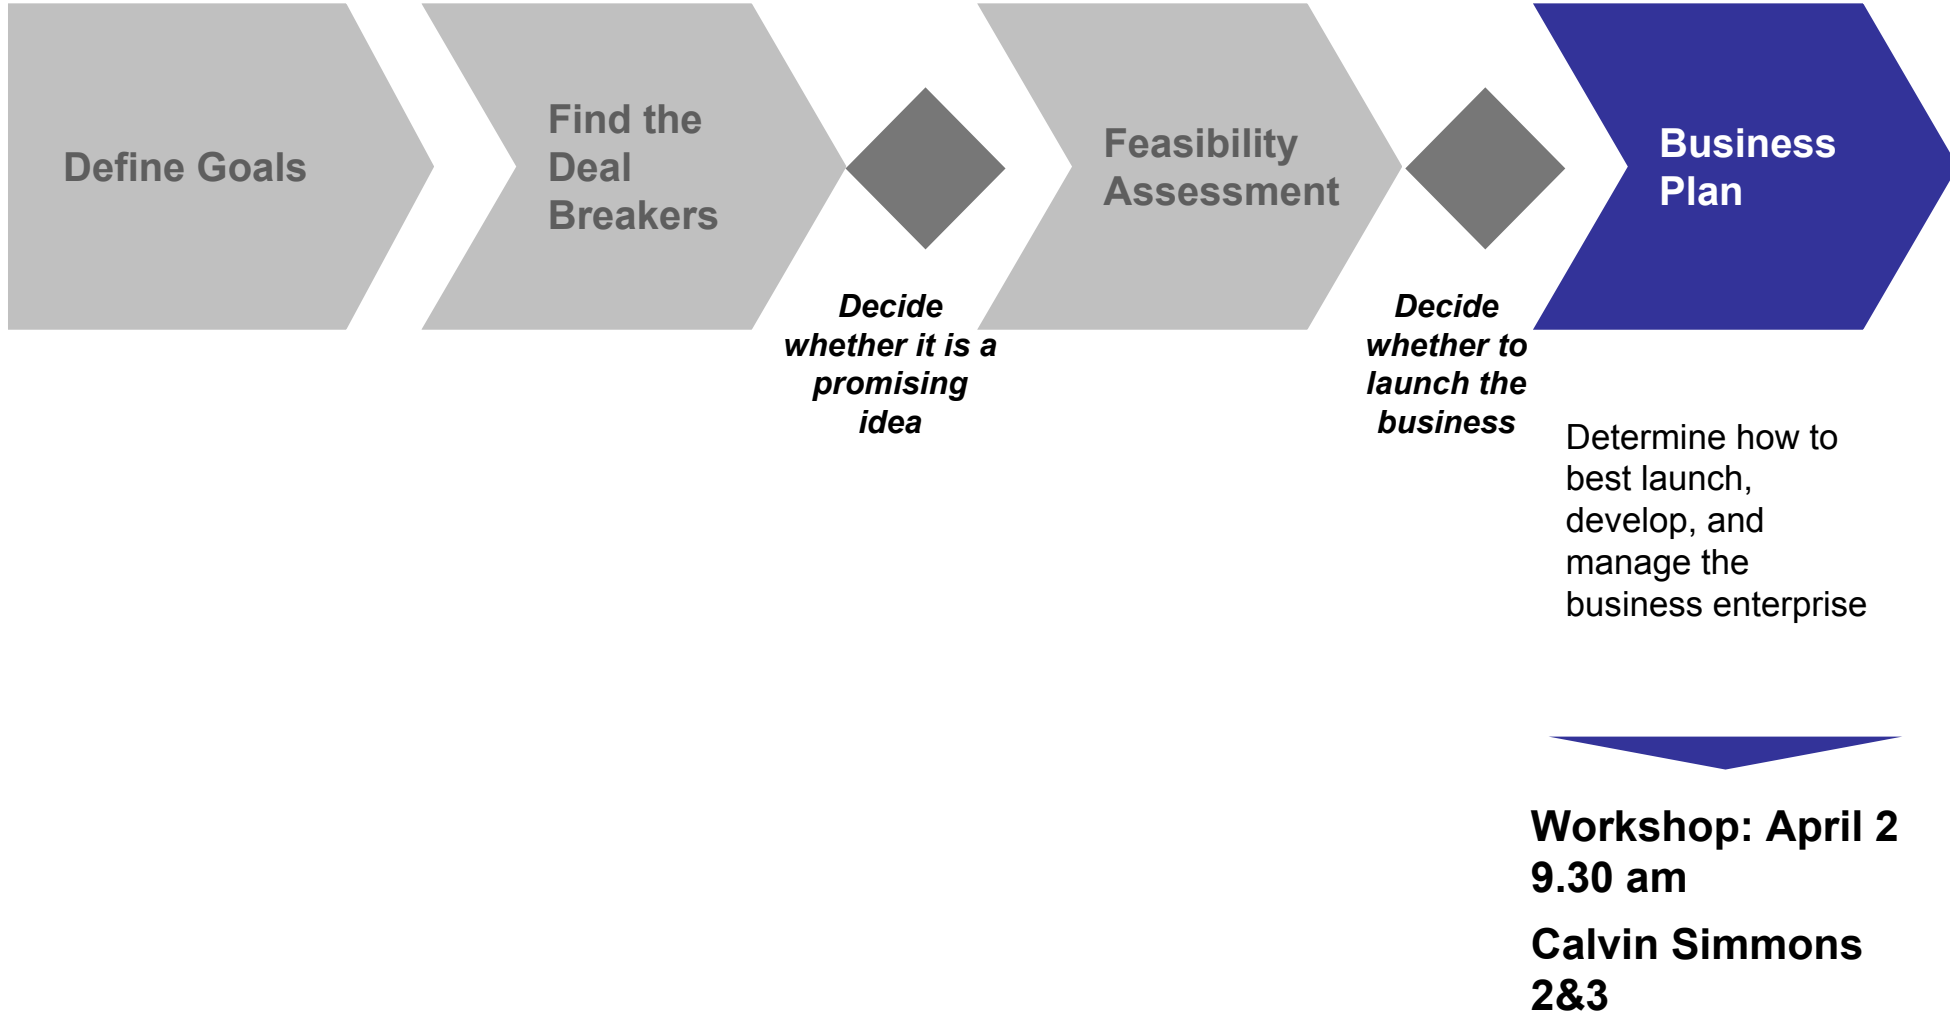 Define Goals
Find the
Deal
Breakers
Decide
whether it is a
promising
idea
Feasibility
Assessment
Decide
whether to
launch the
business
Business
Plan
Determine how to
best launch,
develop, and
manage the
business enterprise
Workshop: April 2
9.30 am
Calvin Simmons
2&3